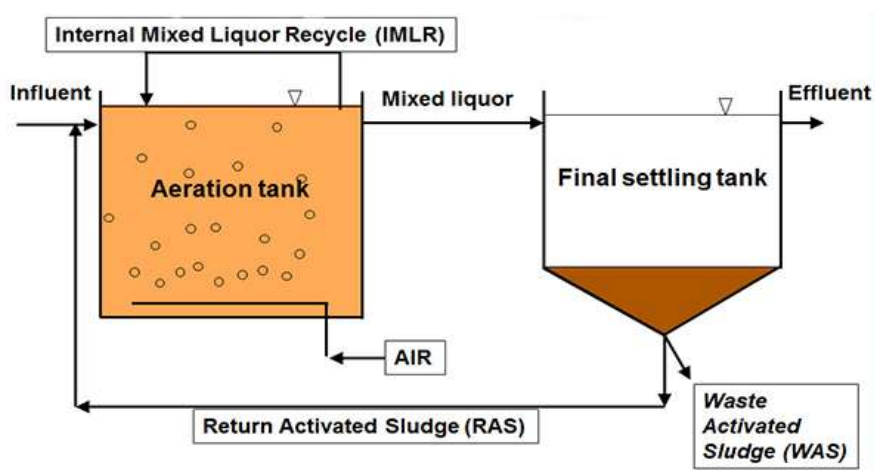 Internal Mixed Liquor Recycle (IMLR)
Influent
Mixed liquor
Effluent
Aeration tank
Final settling tank
AIR
Return Activated Sludge (RAS)
Waste
Activated
Sludge (WAS)